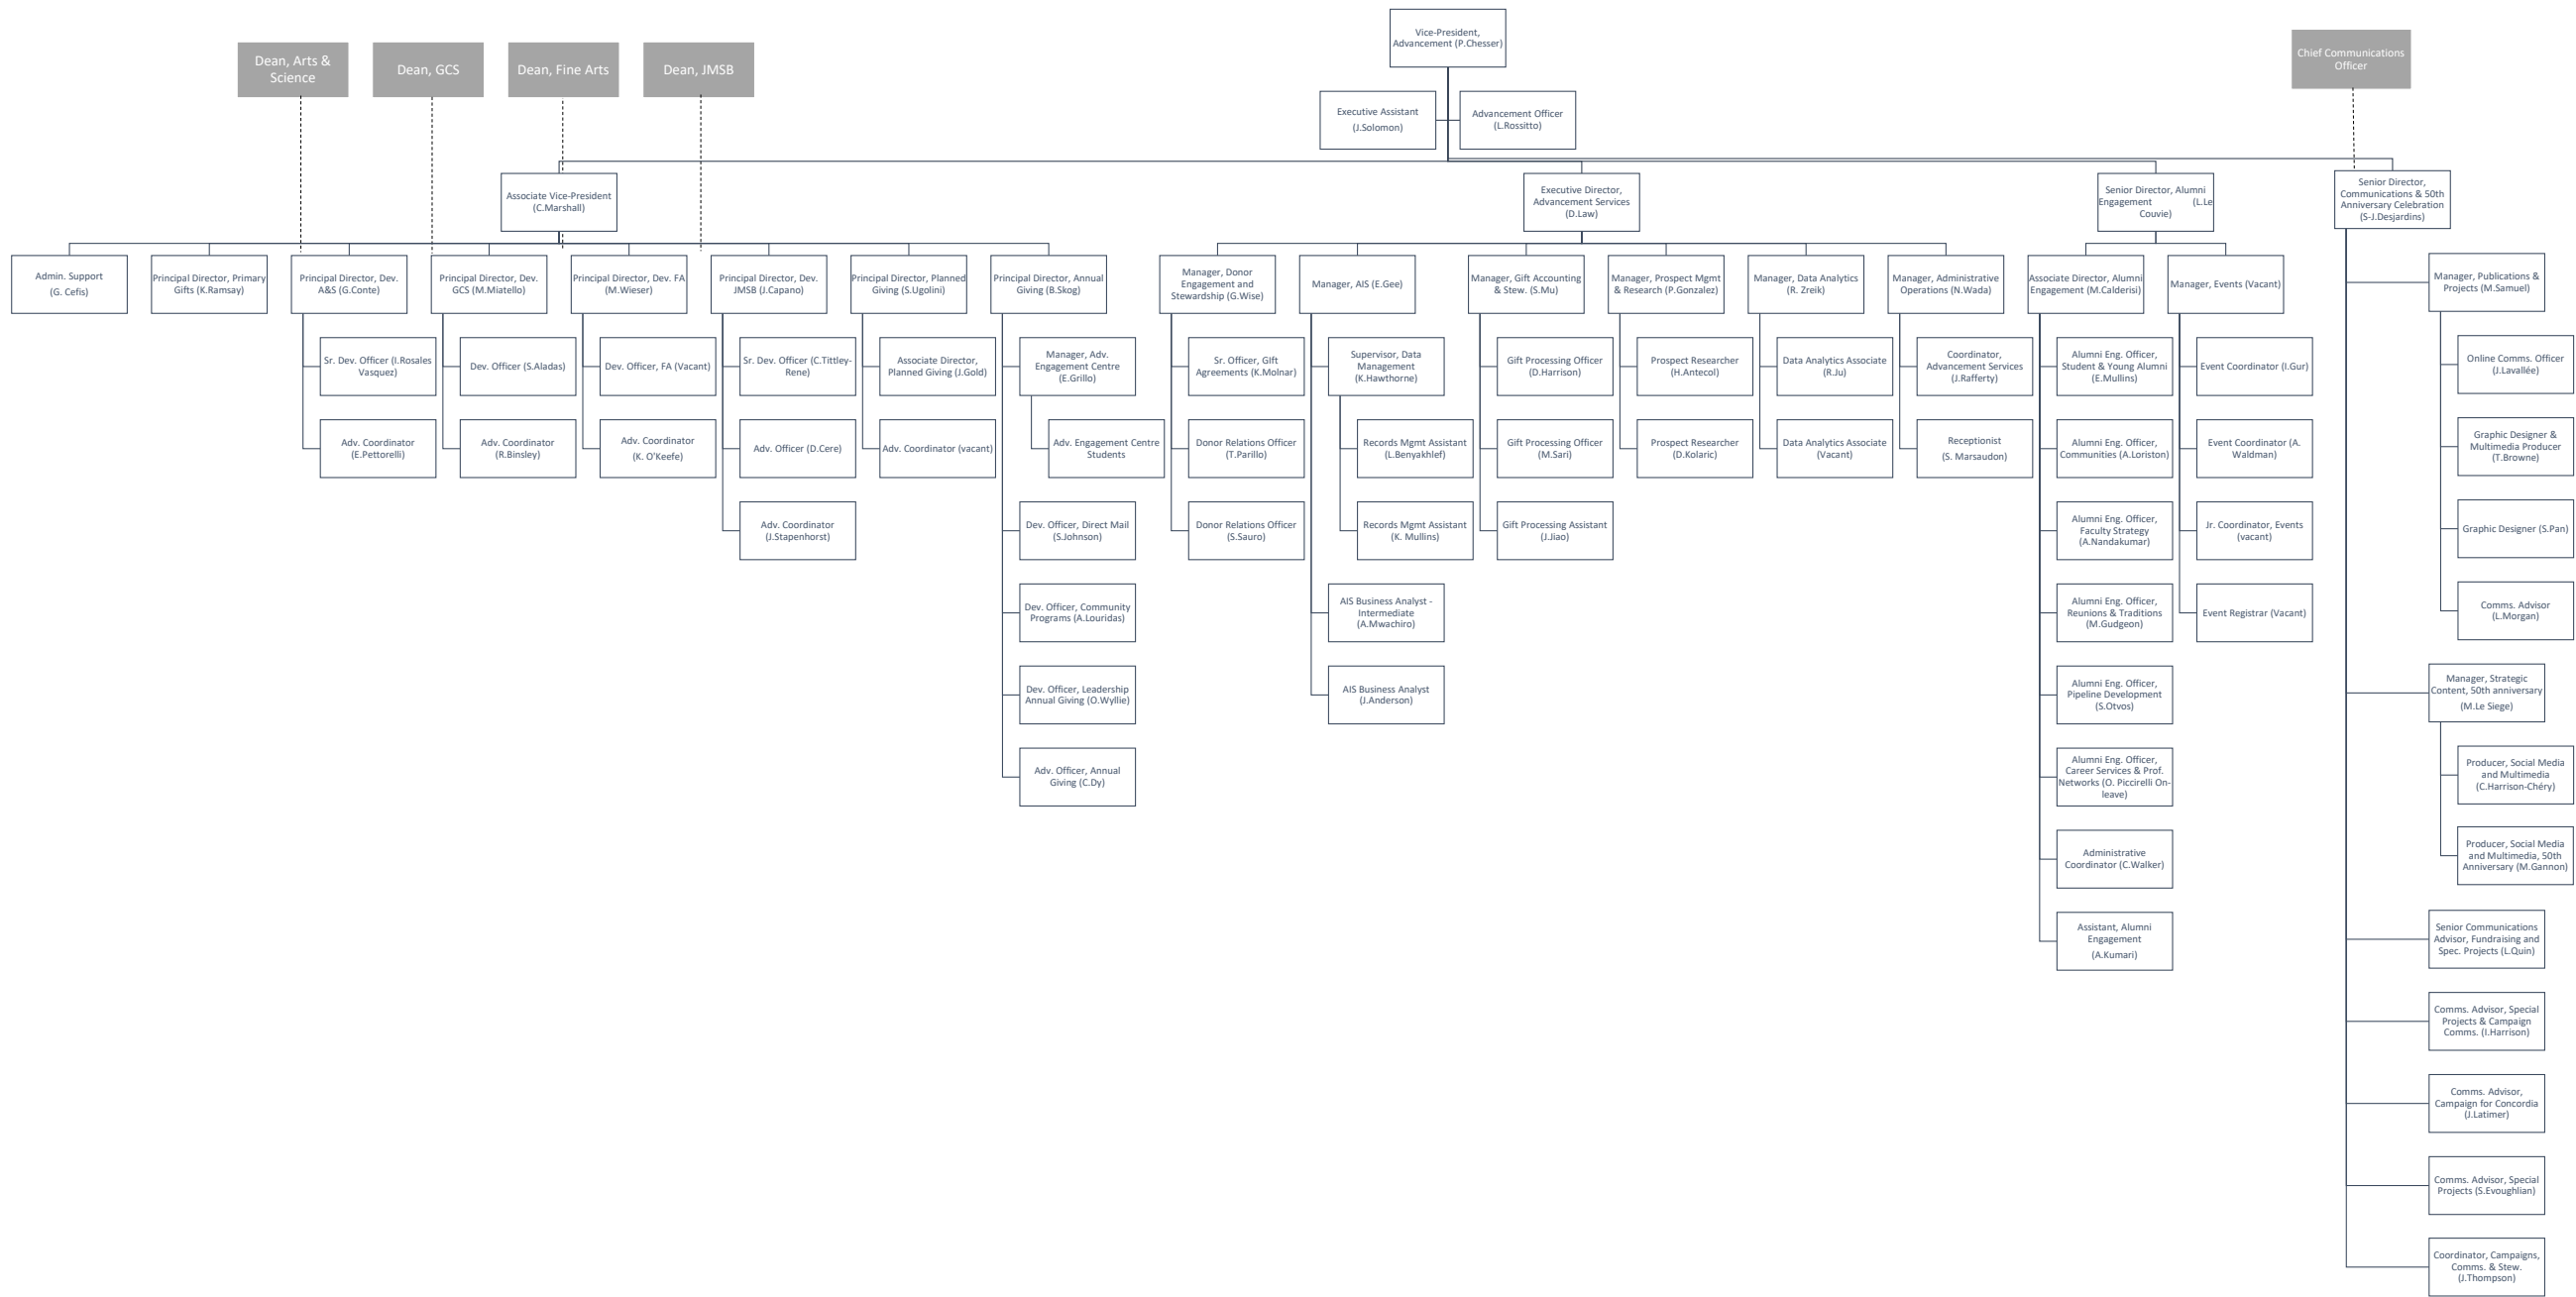 Vice-President,
Advancement (P.Chesser)
Dean, Arts &
Science
Dean, GCS
Dean, Fine Arts
Dean, JMSB
Chief Communications
Officer
Executive Assistant
(J.Solomon)
Advancement Officer
(L.Rossitto)
Associate Vice-President
(C.Marshall)
Executive Director,
Advancement Services
(D.Law)
Senior Director, Alumni
Engagement (L.Le
Couvie)
Senior Director,
Communications & 50th
Anniversary Celebration
(S-J.Desjardins)
Admin. Support
(G. Cefis)
Principal Director, Primary
Gifts (K.Ramsay)
Principal Director, Dev.
A&S (G.Conte)
Principal Director, Dev.
GCS (M.Miatello)
Principal Director, Dev. FA
(M.Wieser)
Principal Director, Dev.
JMSB (J.Capano)
Principal Director, Planned
Giving (S.Ugolini)
Principal Director, Annual
Giving (B.Skog)
Manager, Donor
Engagement and
Stewardship (G.Wise)
Manager, AIS (E.Gee)
Manager, Gift Accounting
& Stew. (S.Mu)
Manager, Prospect Mgmt
& Research (P.Gonzalez)
Manager, Data Analytics
(R. Zreik)
Manager, Administrative
Operations (N.Wada)
Associate Director, Alumni
Engagement (M.Calderisi)
Manager, Events (Vacant)
Manager, Publications &
Projects (M.Samuel)
Sr. Dev. Officer (I.Rosales
Vasquez)
Dev. Officer (S.Aladas)
Dev. Officer, FA (Vacant)
Sr. Dev. Officer (C.Tittley-
Rene)
Associate Director,
Planned Giving (J.Gold)
Manager, Adv.
Engagement Centre
(E.Grillo)
Sr. Officer, GIft
Agreements (K.Molnar)
Supervisor, Data
Management
(K.Hawthorne)
Gift Processing Officer
(D.Harrison)
Prospect Researcher
(H.Antecol)
Data Analytics Associate
(R.Ju)
Coordinator,
Advancement Services
(J.Rafferty)
Alumni Eng. Officer,
Student & Young Alumni
(E.Mullins)
Event Coordinator (I.Gur)
Online Comms. Officer
(J.Lavallée)
Adv. Coordinator
(E.Pettorelli)
Adv. Coordinator
(R.Binsley)
Adv. Coordinator
(K. O'Keefe)
Adv. Officer (D.Cere)
Adv. Coordinator (vacant)
Adv. Engagement Centre
Students
Donor Relations Officer
(T.Parillo)
Records Mgmt Assistant
(L.Benyakhlef)
Gift Processing Officer
(M.Sari)
Prospect Researcher
(D.Kolaric)
Data Analytics Associate
(Vacant)
Receptionist
(S. Marsaudon)
Alumni Eng. Officer,
Communities (A.Loriston)
Event Coordinator (A.
Waldman)
Graphic Designer &
Multimedia Producer
(T.Browne)
Adv. Coordinator
(J.Stapenhorst)
Dev. Officer, Direct Mail
(S.Johnson)
Donor Relations Officer
(S.Sauro)
Records Mgmt Assistant
(K. Mullins)
Gift Processing Assistant
(J.Jiao)
Alumni Eng. Officer,
Faculty Strategy
(A.Nandakumar)
Jr. Coordinator, Events
(vacant)
Graphic Designer (S.Pan)
Dev. Officer, Community
Programs (A.Louridas)
AIS Business Analyst -
Intermediate
(A.Mwachiro)
Alumni Eng. Officer,
Reunions & Traditions
(M.Gudgeon)
Event Registrar (Vacant)
Comms. Advisor
(L.Morgan)
Dev. Officer, Leadership
Annual Giving (O.Wyllie)
AIS Business Analyst
(J.Anderson)
Alumni Eng. Officer,
Pipeline Development
(S.Otvos)
Manager, Strategic
Content, 50th anniversary
(M.Le Siege)
Adv. Officer, Annual
Giving (C.Dy)
Alumni Eng. Officer,
Career Services & Prof.
Networks (O. Piccirelli On-
leave)
Producer, Social Media
and Multimedia
(C.Harrison-Chéry)
Administrative
Coordinator (C.Walker)
Producer, Social Media
and Multimedia, 50th
Anniversary (M.Gannon)
Assistant, Alumni
Engagement
(A.Kumari)
Senior Communications
Advisor, Fundraising and
Spec. Projects (L.Quin)
Comms. Advisor, Special
Projects & Campaign
Comms. (I.Harrison)
Comms. Advisor,
Campaign for Concordia
(J.Latimer)
Comms. Advisor, Special
Projects (S.Evoughlian)
Coordinator, Campaigns,
Comms. & Stew.
(J.Thompson)